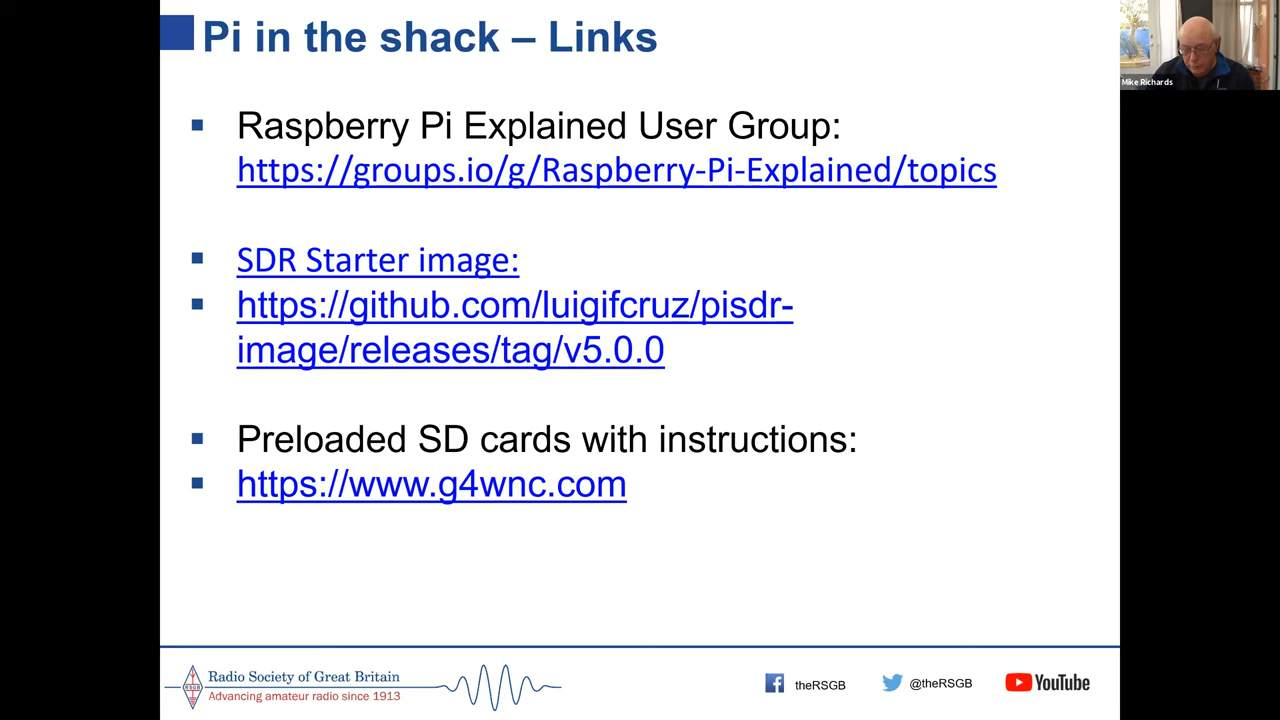 Pi in the shack – Links
Mike Richards
Raspberry Pi Explained User Group:
https://groups.io/g/Raspberry-Pi-Explained/topics
SDR Starter image:
https://github.com/luigifcruz/pisdr-
image/releases/tag/v5.0.0
Preloaded SD cards with instructions:
https://www.g4wnc.com
RSGB
Radio Society of Great Britain
Advancing amateur radio since 1913
theRSGB
@theRSGB
YouTube